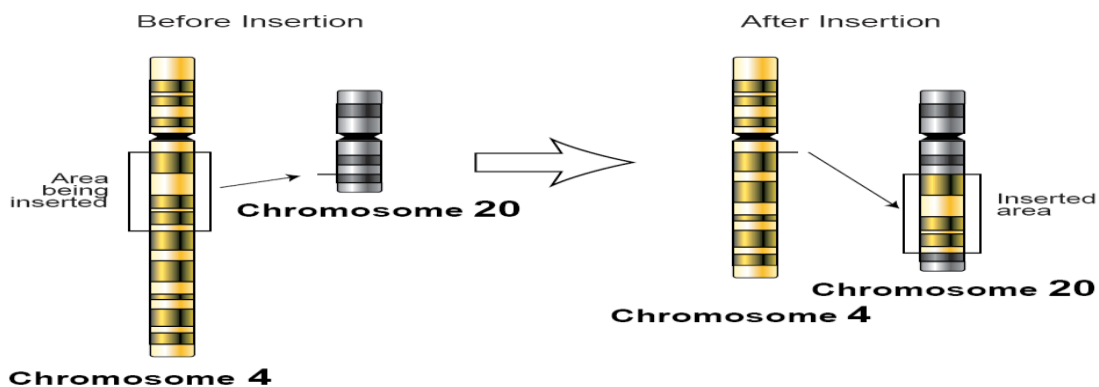 Before Insertion
After Insertion
Area
being
inserted
Chromosome 20
Chromosome 4
Inserted
area
Chromosome 20
Chromosome 4